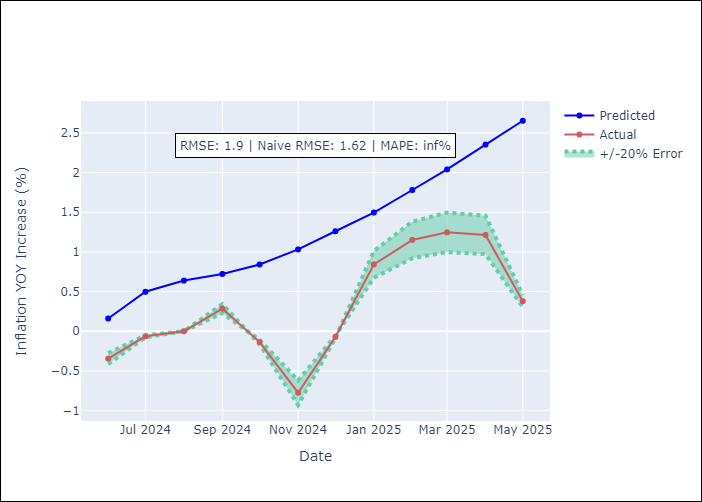 Predicted
Actual
+/-20% Error
RMSE: 1.9 | Naive RMSE: 1.62 | MAPE: inf%
Inflation YOY Increase (%)
2.5
2
1.5
1
0.5
0
−0.5
−1
Jul 2024
Sep 2024
Nov 2024
Jan 2025
Mar 2025
May 2025
Date